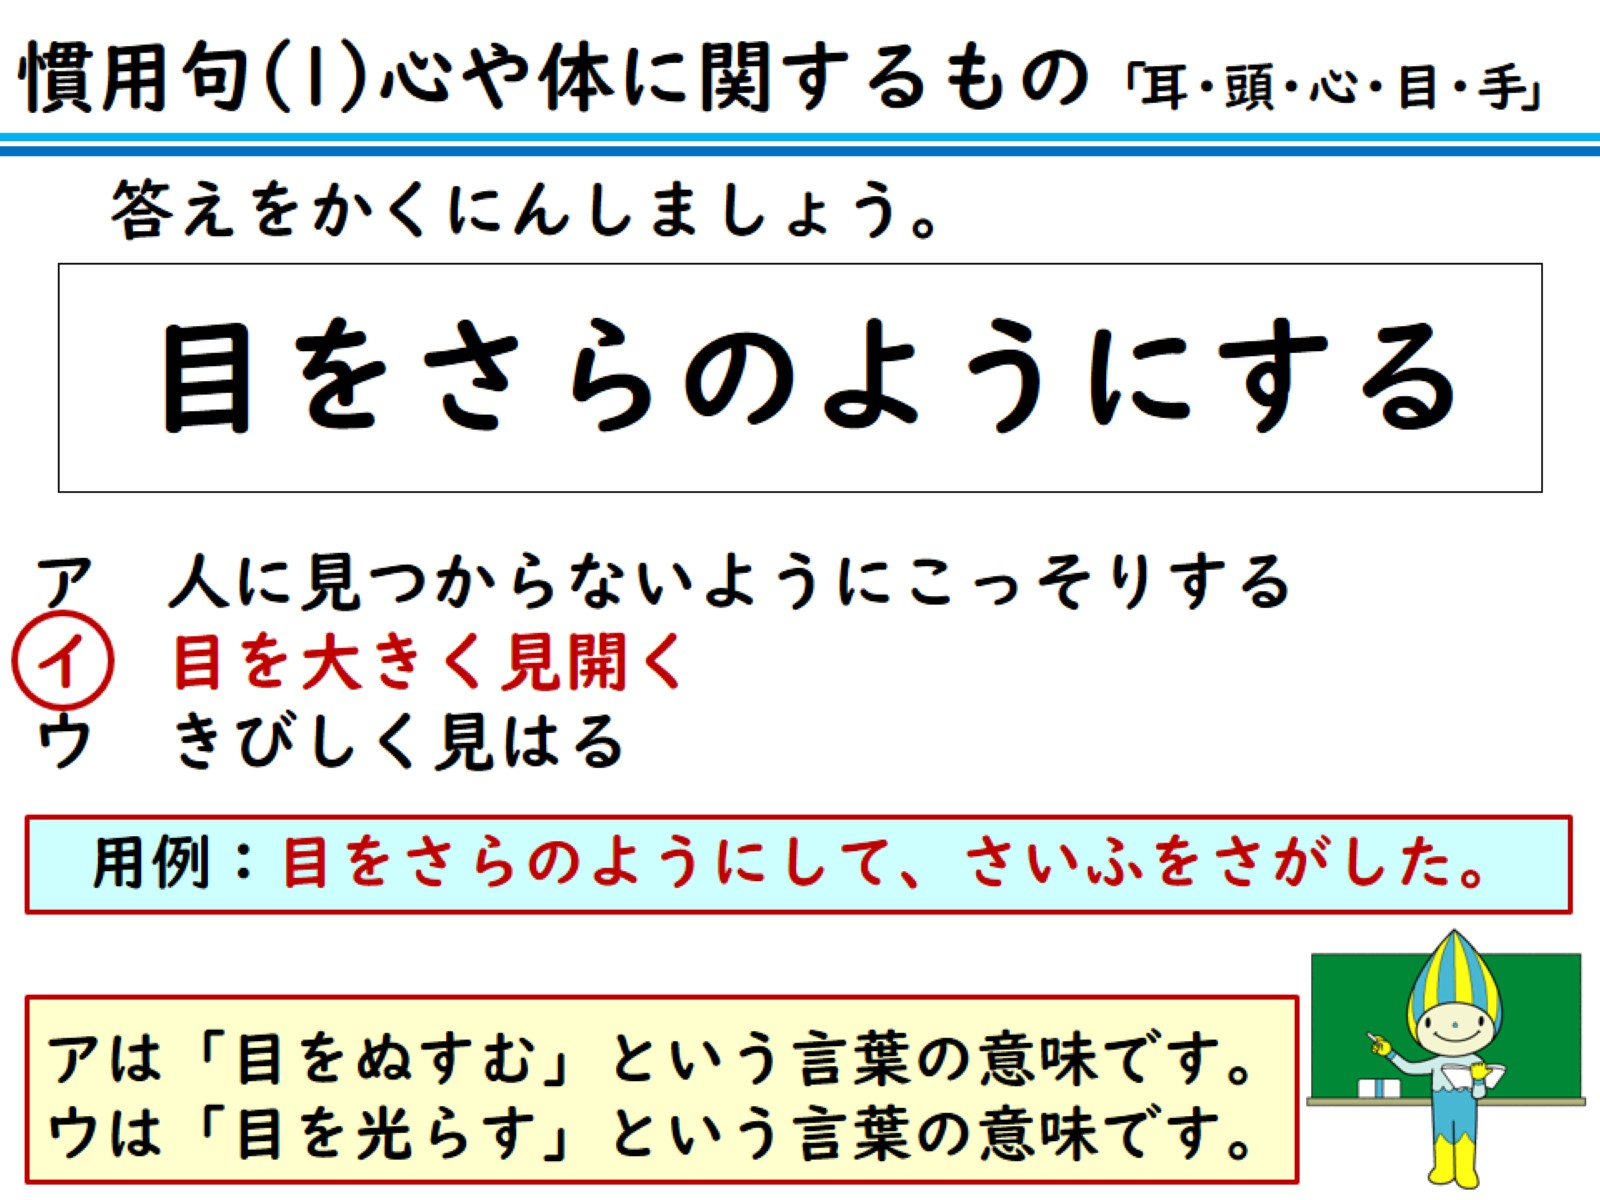 慣用句(1)心や体に関するもの「耳・頭・心・目・手」
答えをかくにんしましょう。
目をさらのようにする
ア　人に見つからないようにこっそりする
イ　目を大きく見開く
ウ　きびしく見はる
用例：目をさらのようにして、さいふをさがした。
アは「目をぬすむ」という言葉の意味です。
ウは「目を光らす」という言葉の意味です。